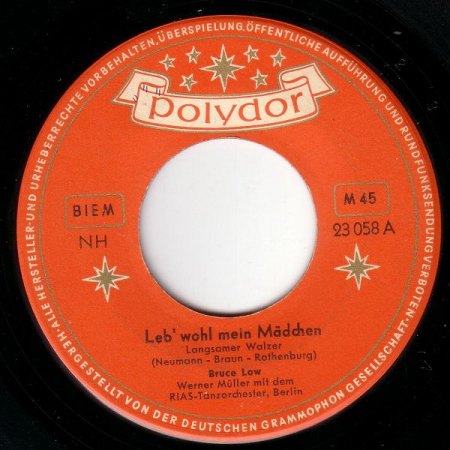 ALLE HERSTELLER- UND URHEBERRECHTE VORBEHALTEN, ÜBERSPIELUNG, ÖFFENTLICHE AUFFÜHRUNG UND RUNDFUNKSENDUNG VERBOTEN.
polydor
BIEM
M 45
NH
23 058 A
Leb' wohl mein Mädchen
Langsamer Walzer
(Neumann - Braun - Rothenburg)
Bruce Low
Werner Müller mit dem
RIAS-Tanzorchester, Berlin
HERGESTELLT VON DER DEUTSCHEN GRAMMOPHON GESELLSCHAFT